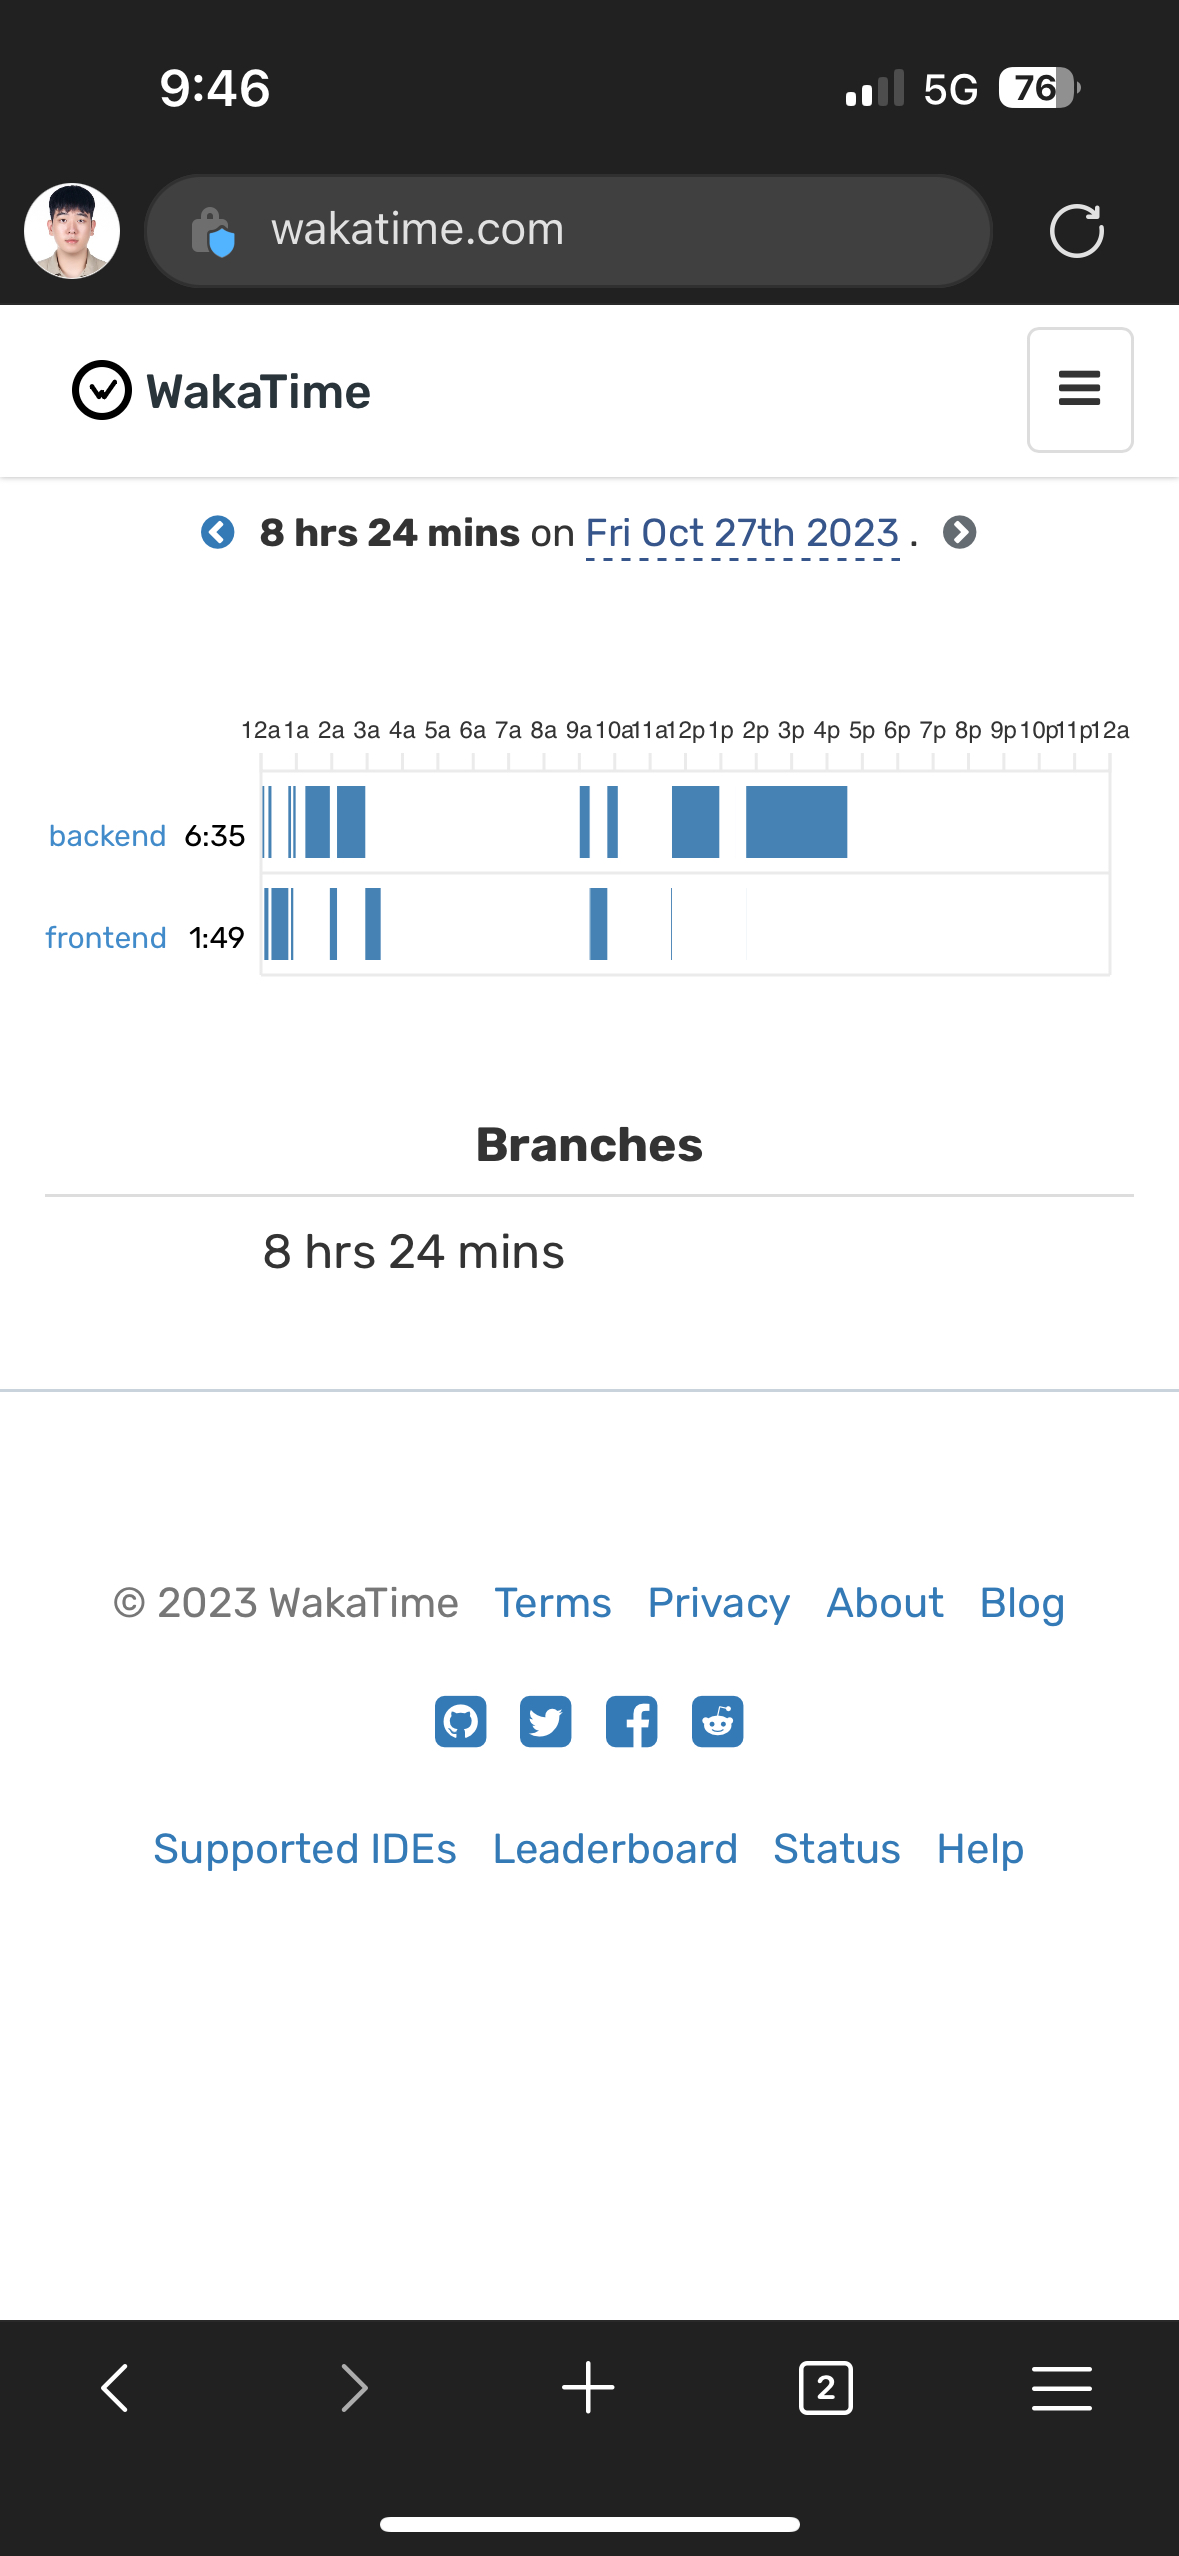 9:46
5G 76
wakatime.com
WakaTime
8 hrs 24 mins on Fri Oct 27th 2023 .
12a 1a 2a 3a 4a 5a 6a 7a 8a 9a 10a 11a 12p 1p 2p 3p 4p 5p 6p 7p 8p 9p 10p 11p 12a
backend 6:35
frontend 1:49
Branches
8 hrs 24 mins
© 2023 WakaTime Terms Privacy About Blog
Supported IDEs Leaderboard Status Help
2